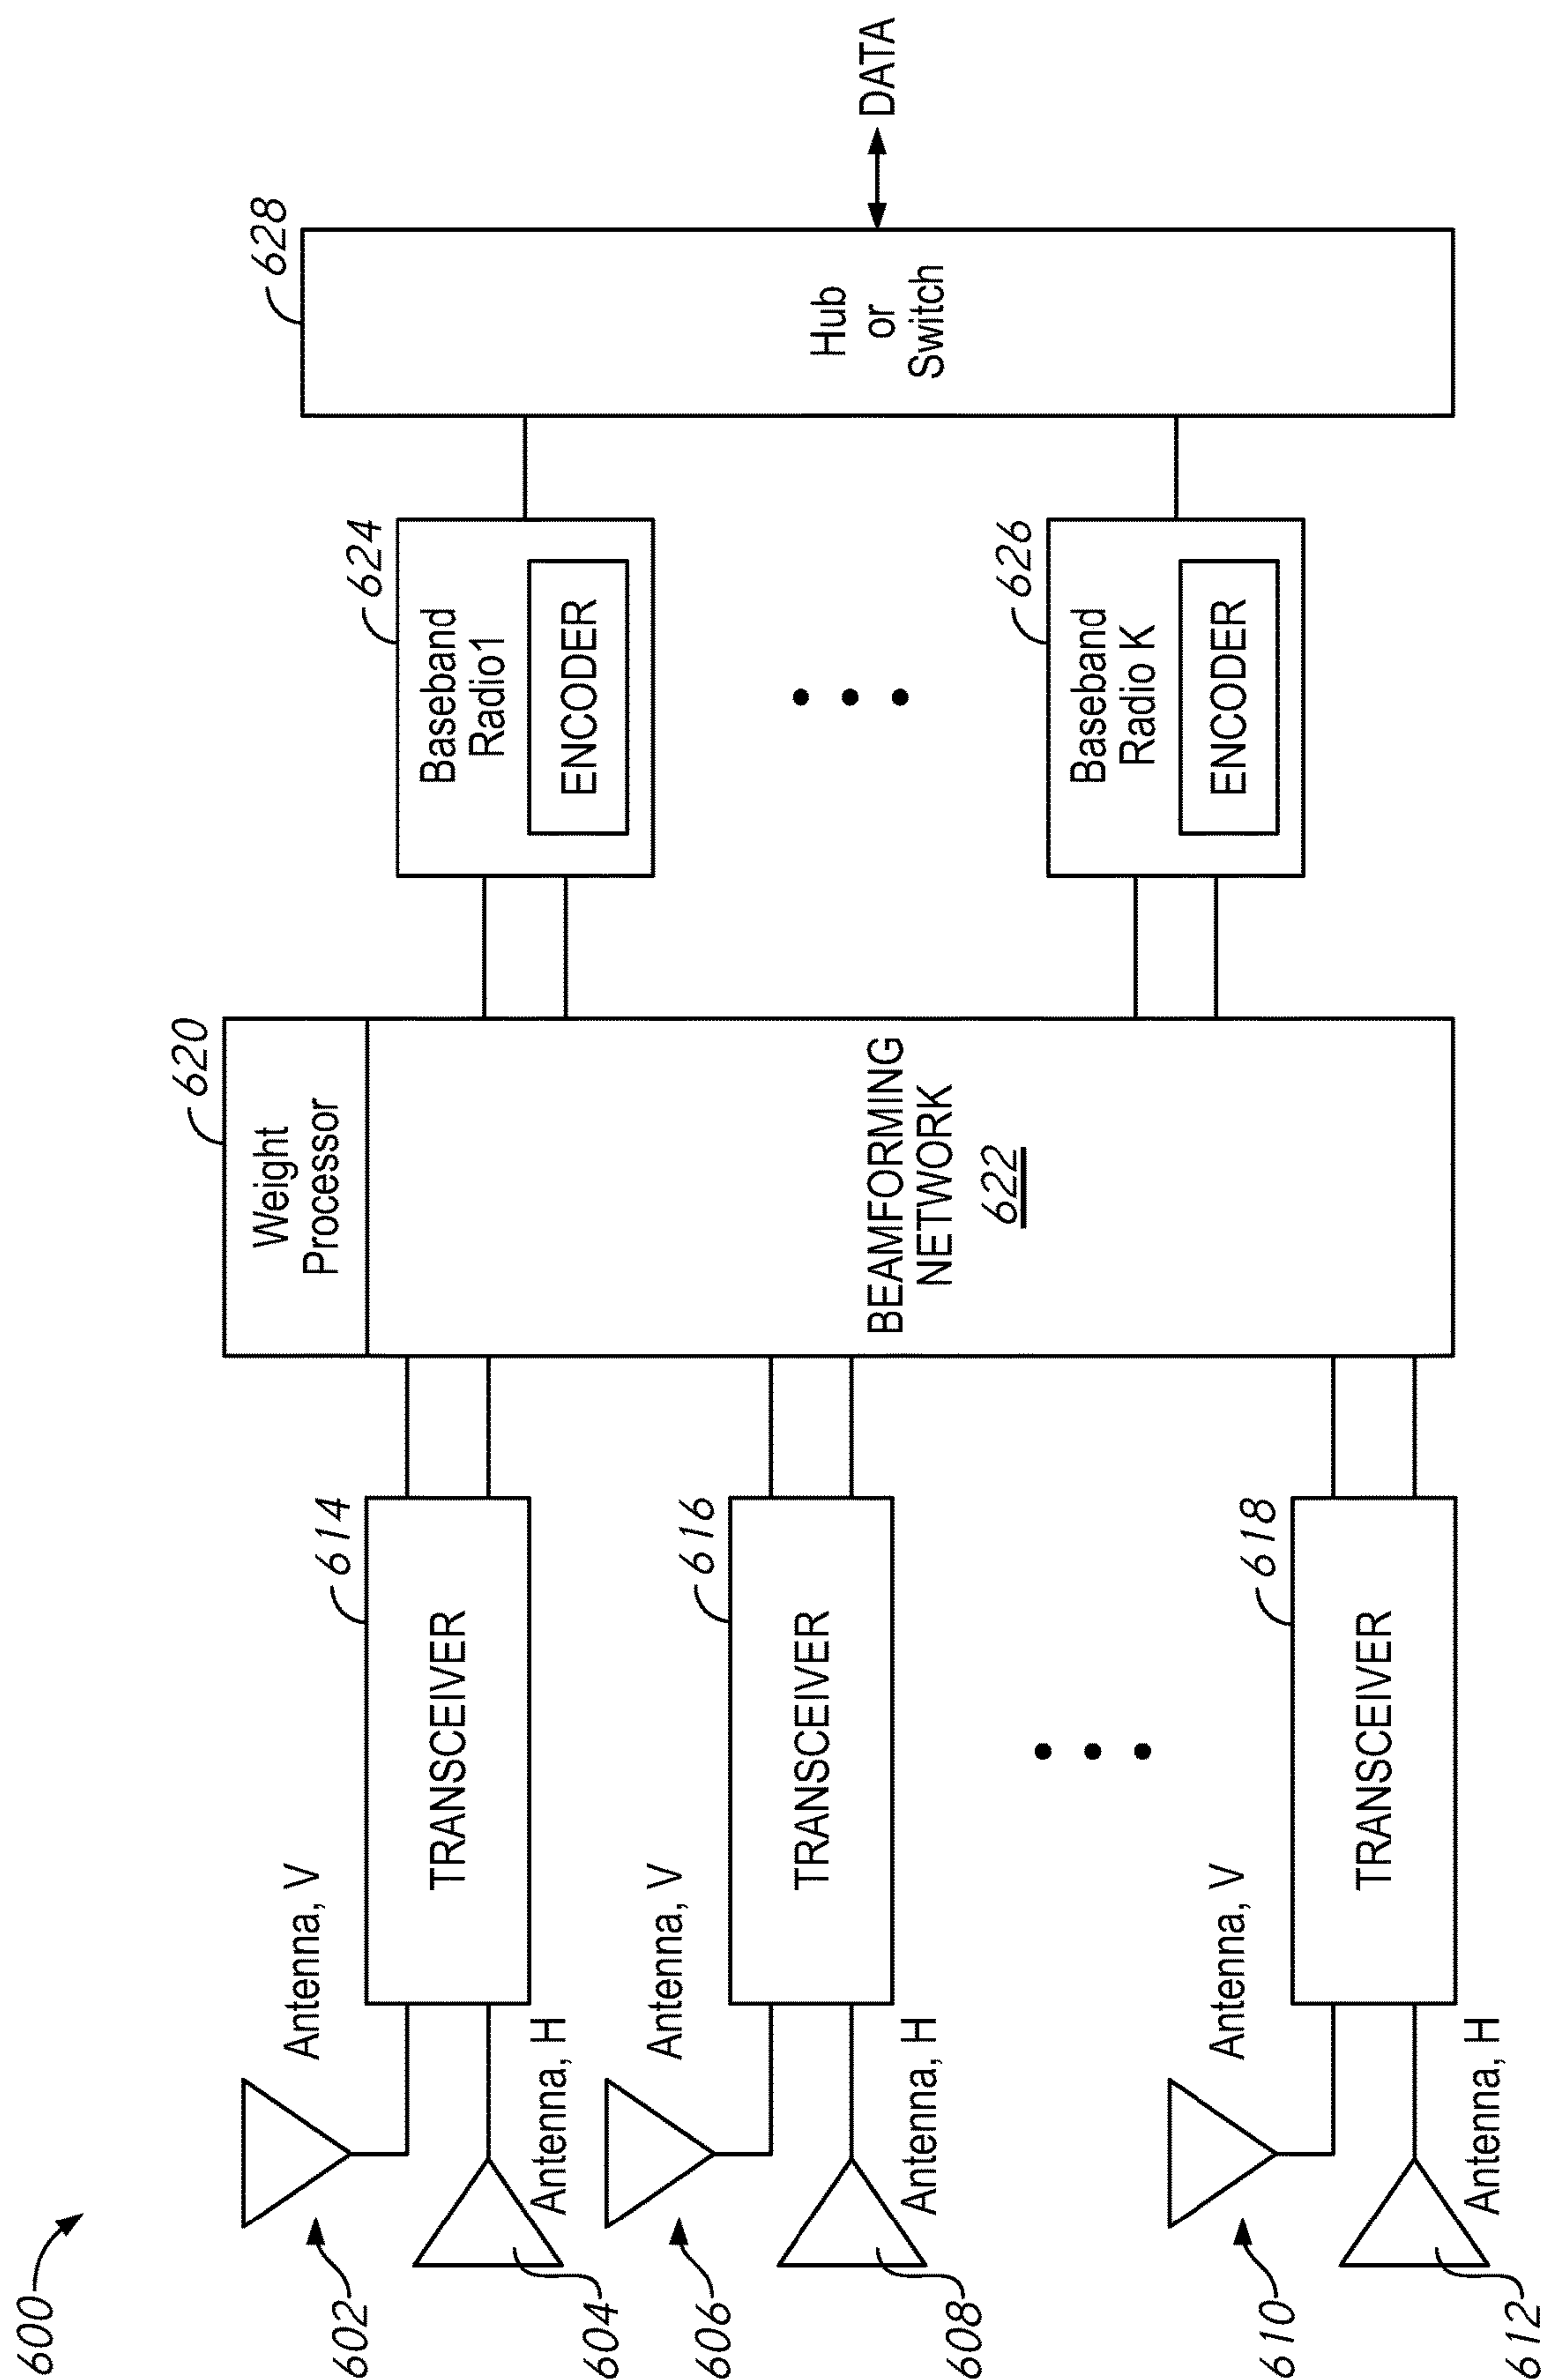 600
602
Antenna, V
604
Antenna, H
614
TRANSCEIVER
606
Antenna, V
608
Antenna, H
616
TRANSCEIVER
610
Antenna, V
612
Antenna, H
618
TRANSCEIVER
620
Weight
Processor
BEAMFORMING
NETWORK
622
624
Baseband
Radio1
ENCODER
626
Baseband
Radio K
ENCODER
628
Hub
or
Switch
DATA